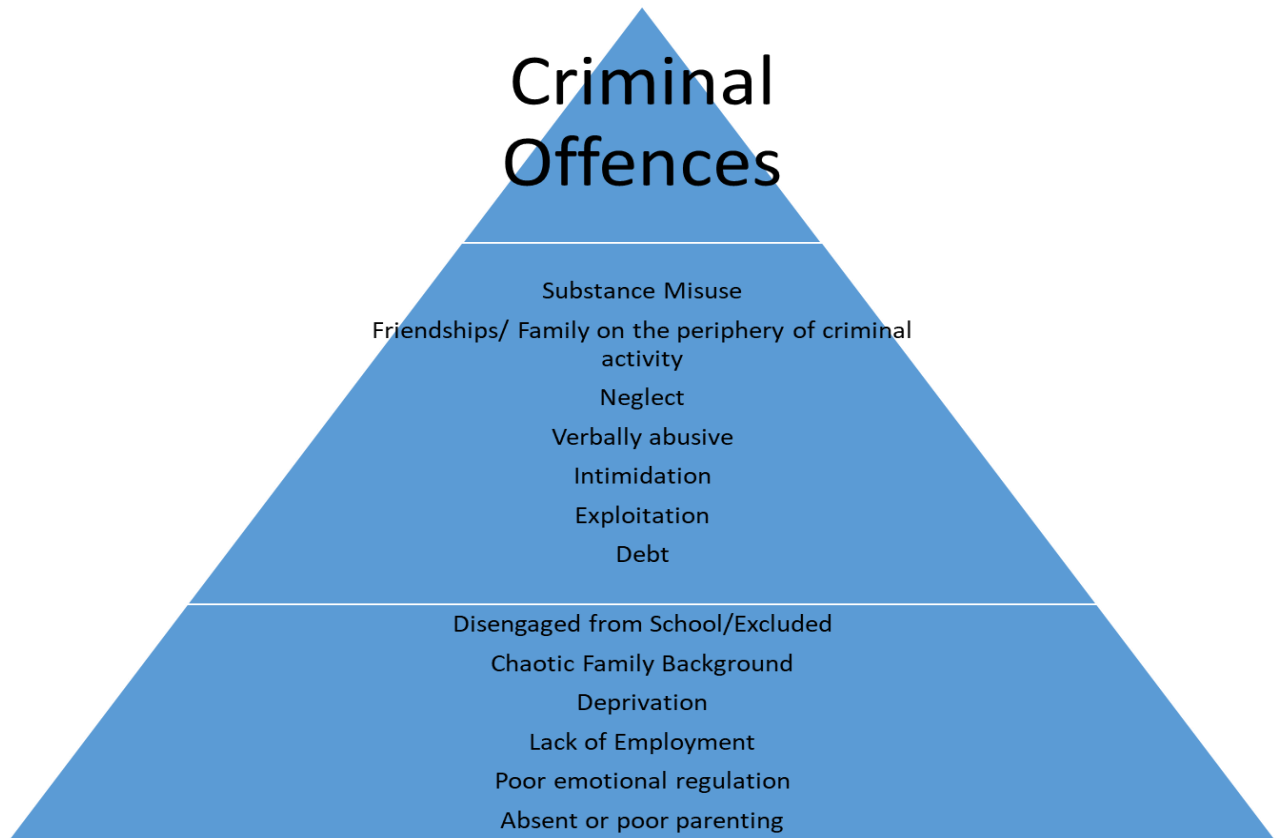 Criminal
Offences
Substance Misuse
Friendships/ Family on the periphery of criminal
activity
Neglect
Verbally abusive
Intimidation
Exploitation
Debt
Disengaged from School/Excluded
Chaotic Family Background
Deprivation
Lack of Employment
Poor emotional regulation
Absent or poor parenting